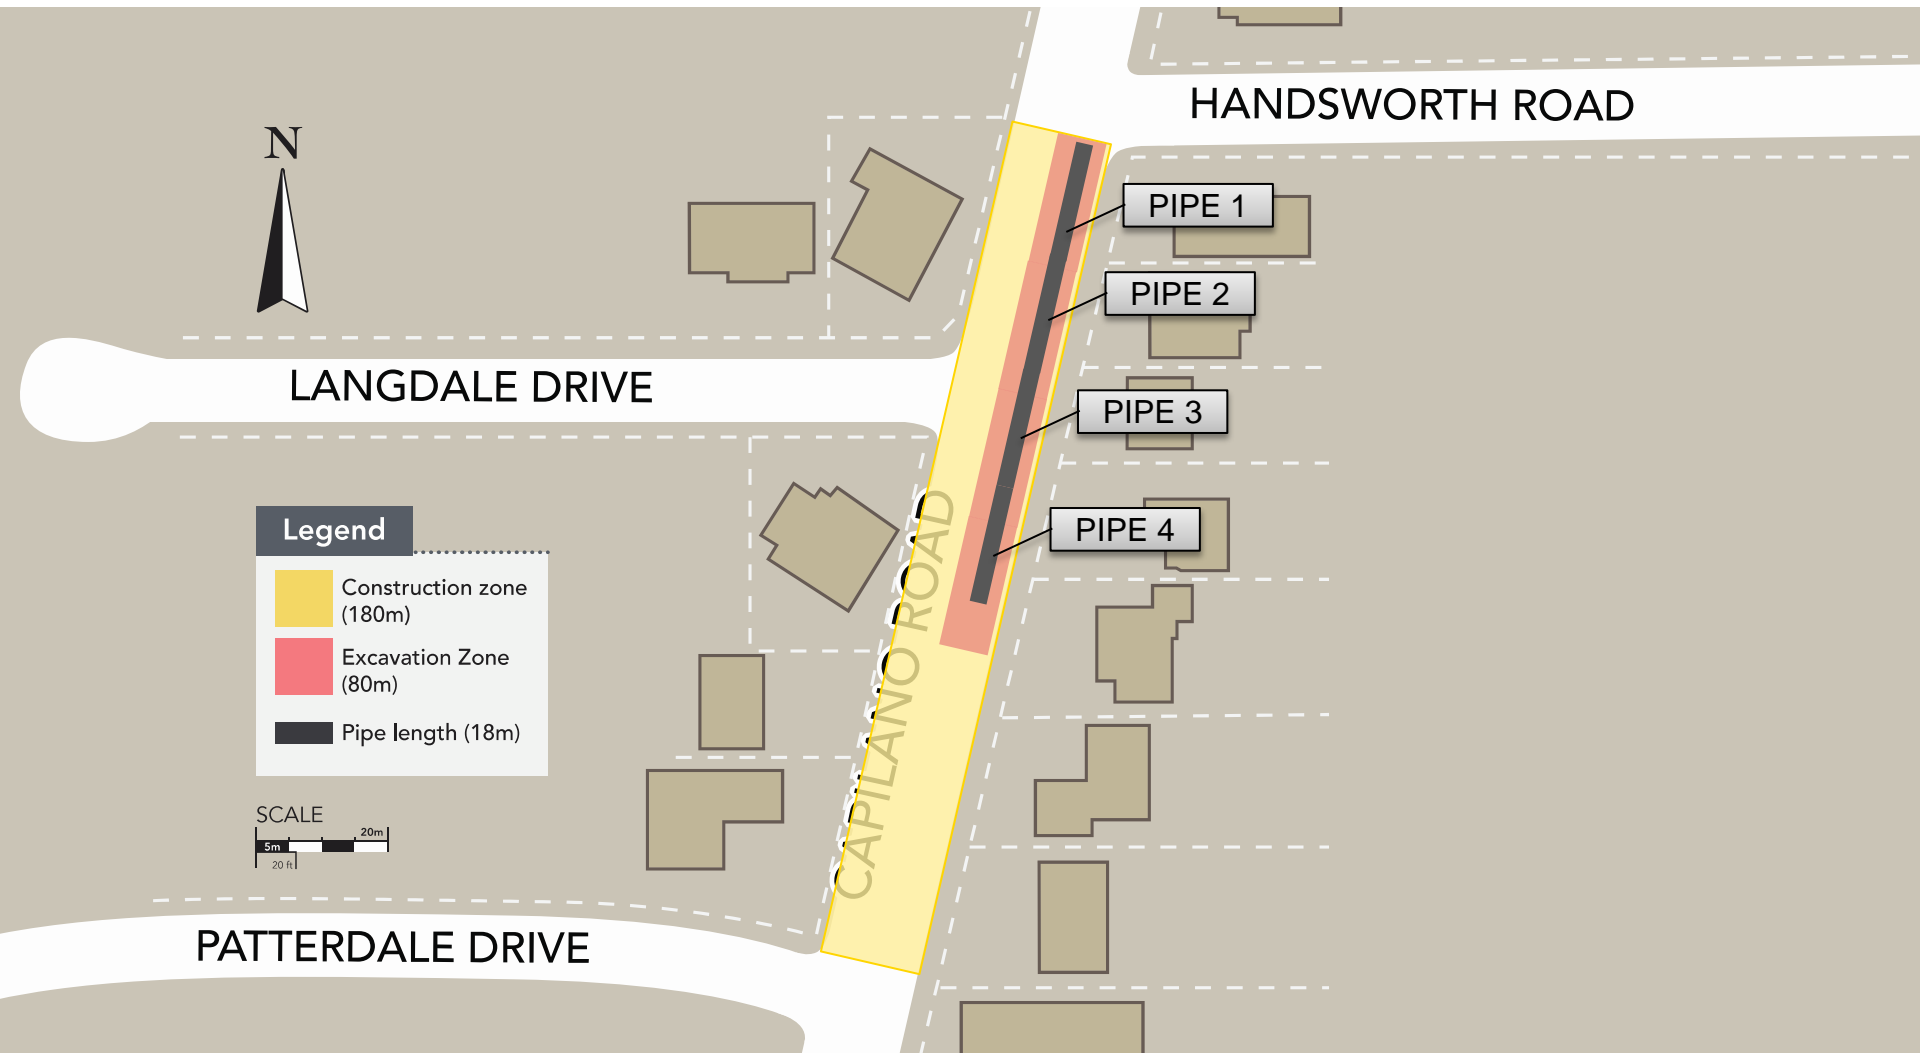 HANDSWORTH ROAD
N
PIPE 1
PIPE 2
LANGDALE DRIVE
PIPE 3
PIPE 4
CAPILANO ROAD
Legend
Construction zone
(180m)
Excavation Zone
(80m)
Pipe length (18m)
SCALE
20m
5m
20 ft
PATTERDALE DRIVE